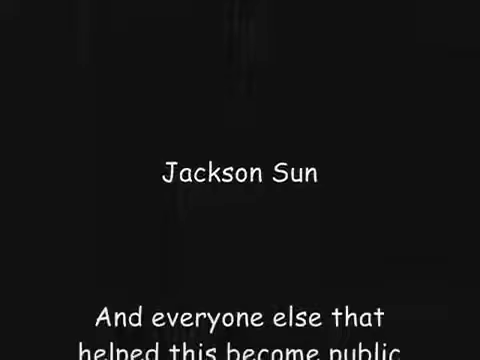 Jackson Sun
And everyone else that
helped this become public